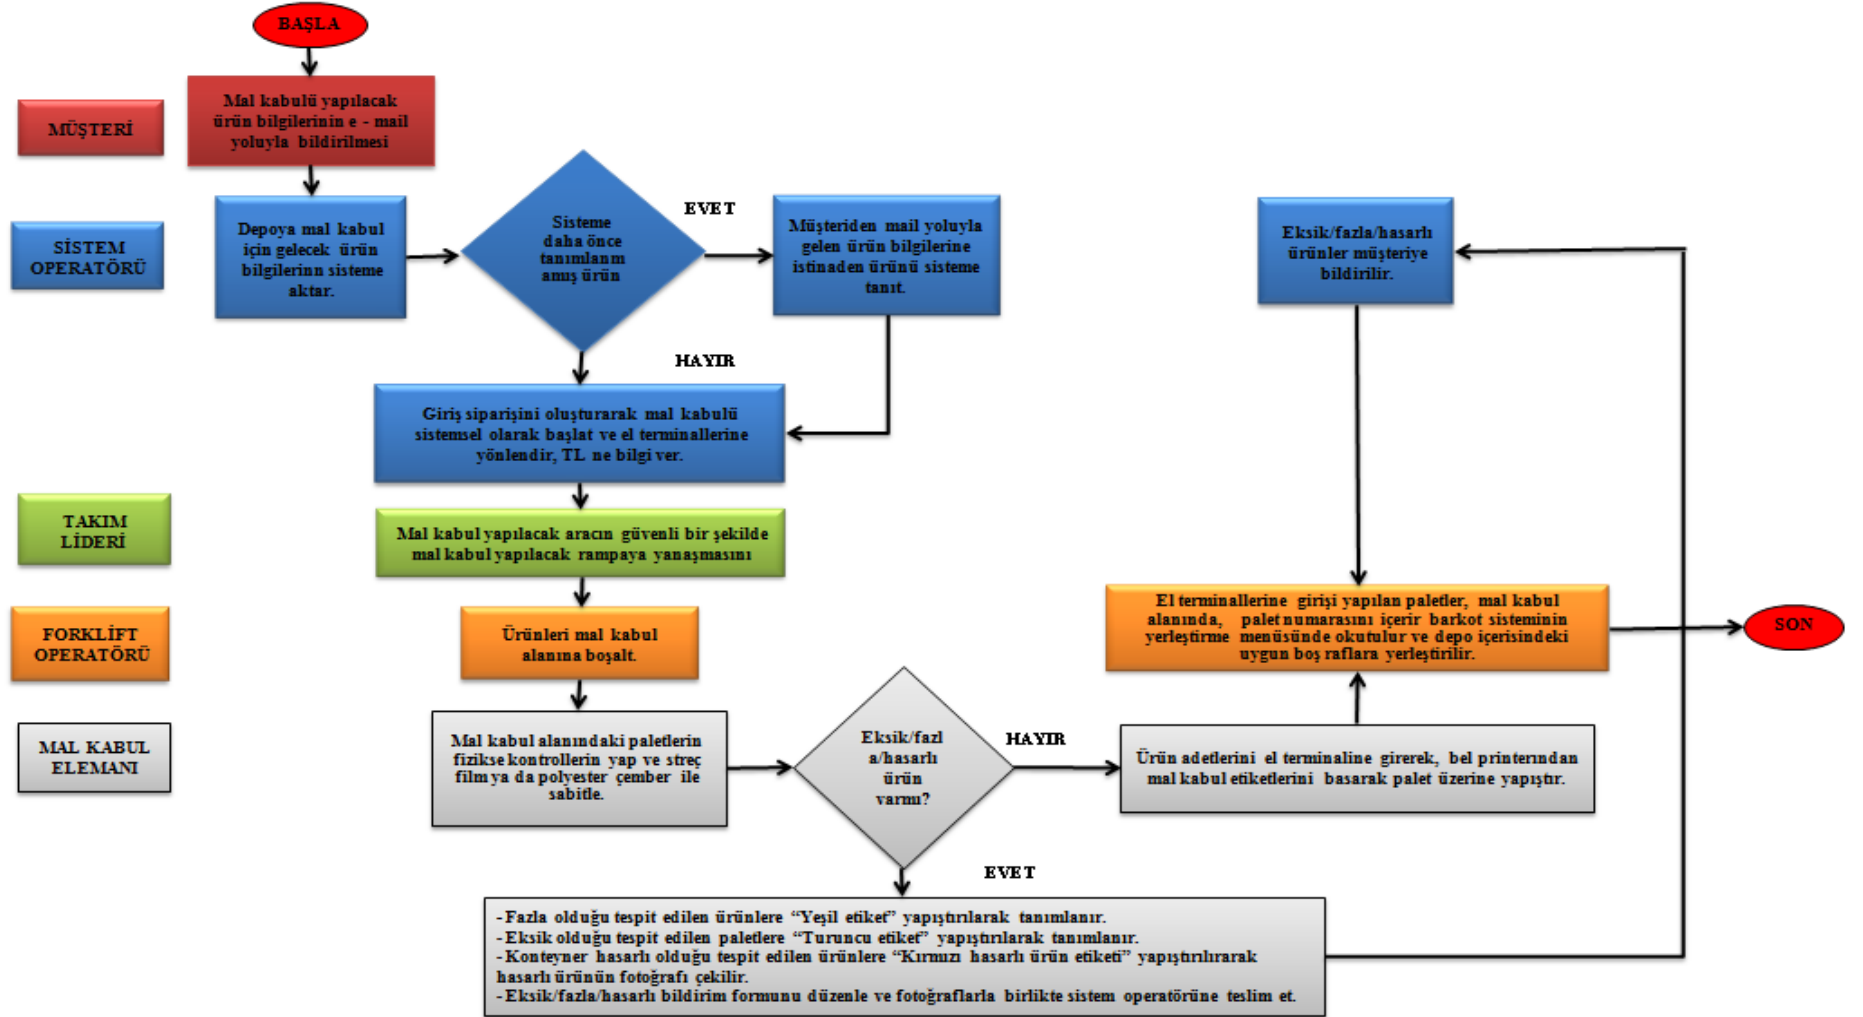 BAŞLA
MÜŞTERİ
Mal kabulü yapılacak
ürün bilgilerinin e - mail
yoluyla bildirilmesi
SİSTEM
OPERATÖRÜ
Depoya mal kabul
için gelecek ürün
bilgilerinn sisteme
aktar.
Sisteme
daha önce
tanımlanm
amış ürün
EVET
Müşteriden mail yoluyla
gelen ürün bilgilerine
istinaden ürünü sisteme
tanıt.
Eksik/fazla/hasarlı
ürünler müşteriye
bildirilir.
HAYIR
Giriş siparişini oluşturarak mal kabulü
sistemsel olarak başlat ve el terminallerine
yönlendir, TL ne bilgi ver.
TAKIM
LİDERİ
Mal kabul yapılacak aracın güvenli bir şekilde
mal kabul yapılacak rampaya yanaşmasını
FORKLİFT
OPERATÖRÜ
Ürünleri mal kabul
alanına boşalt.
El terminallerine girişi yapılan paletler, mal kabul
alanında, palet numarasını içerir barkot sisteminin
yerleştirme menüsünde okutulur ve depo içerisindeki
uygun boş raflara yerleştirilir.
SON
MAL KABUL
ELEMANI
Mal kabul alanındaki paletlerin
fizikse kontrollerin yap ve streç
film ya da polyester çember ile
sabitle.
Eksik/fazl
a/hasarlı
ürün
varmı?
HAYIR
Ürün adetlerini el terminaline girerek, bel printerından
mal kabul etiketlerini basarak palet üzerine yapıştır.
EVET
- Fazla olduğu tespit edilen ürünlere “Yeşil etiket” yapıştırılarak tanımlanır.
- Eksik olduğu tespit edilen paletlere “Turuncu etiket” yapıştırılarak tanımlanır.
- Konteyner hasarlı olduğu tespit edilen ürünlere “Kırmızı hasarlı ürün etiketi” yapıştırılırarak
hasarlı ürünün fotoğrafı çekilir.
- Eksik/fazla/hasarlı bildirim formunu düzenle ve fotoğraflarla birlikte sistem operatörüne teslim et.